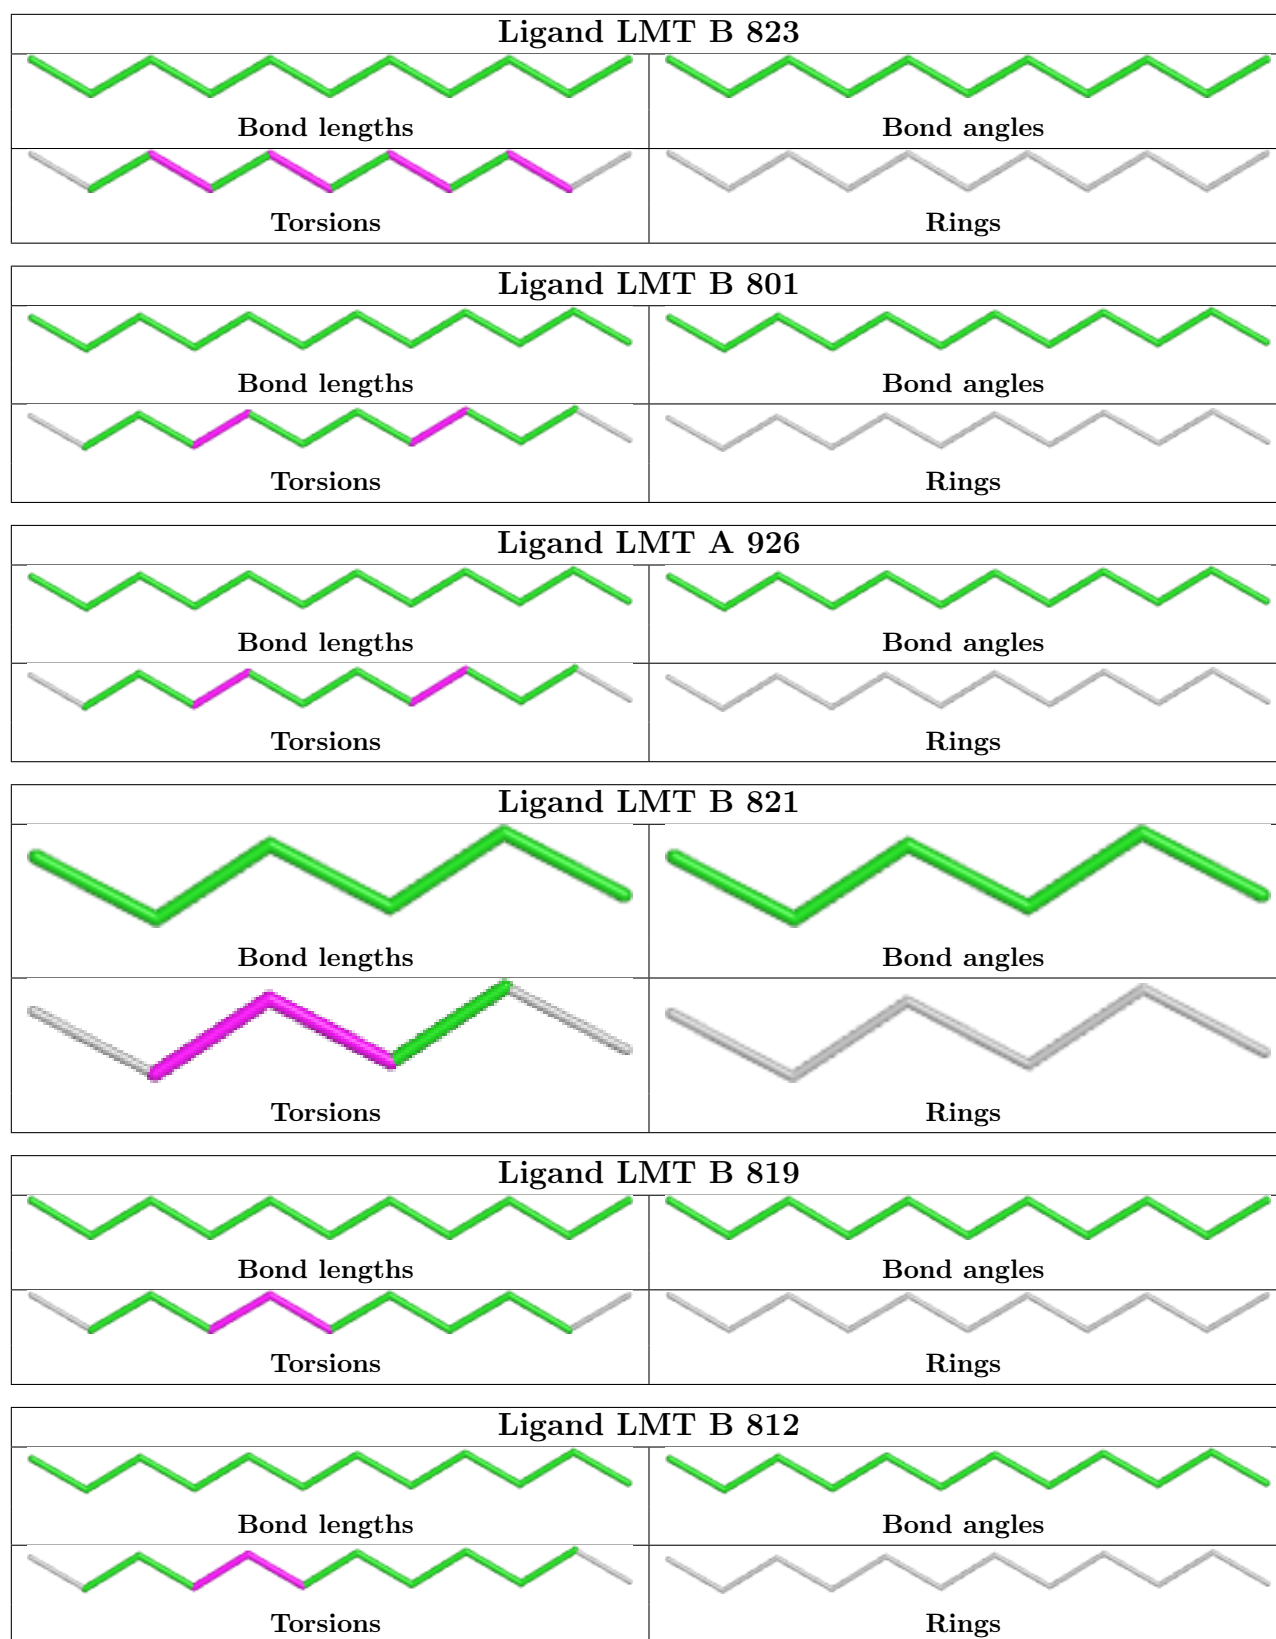 Ligand LMT B 823
Bond lengths
Bond angles
Torsions
Rings
Ligand LMT B 801
Bond lengths
Bond angles
Torsions
Rings
Ligand LMT A 926
Bond lengths
Bond angles
Torsions
Rings
Ligand LMT B 821
Bond lengths
Bond angles
Torsions
Rings
Ligand LMT B 819
Bond lengths
Bond angles
Torsions
Rings
Ligand LMT B 812
Bond lengths
Bond angles
Torsions
Rings